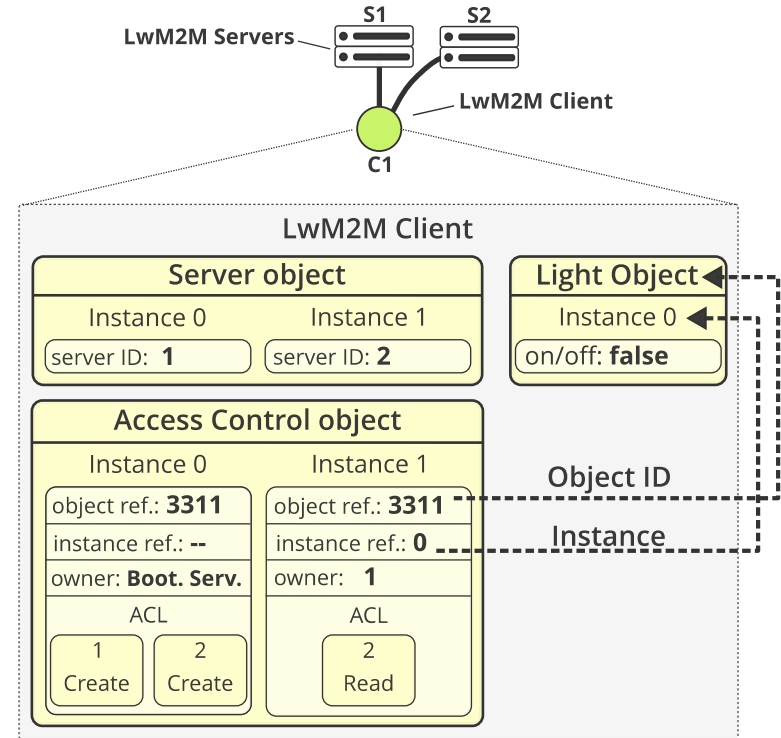 S1
S2
LwM2M Servers
LwM2M Client
C1
LwM2M Client
Server object
Instance 0
Instance 1
server ID: 1
server ID: 2
Light Object
Instance 0
on/off: false
Access Control object
Instance 0
Instance 1
object ref.: 3311
instance ref.: --
owner: Boot. Serv.
ACL
1
Create
2
Create
object ref.: 3311
instance ref.: 0
owner: 1
ACL
2
Read
Object ID
Instance